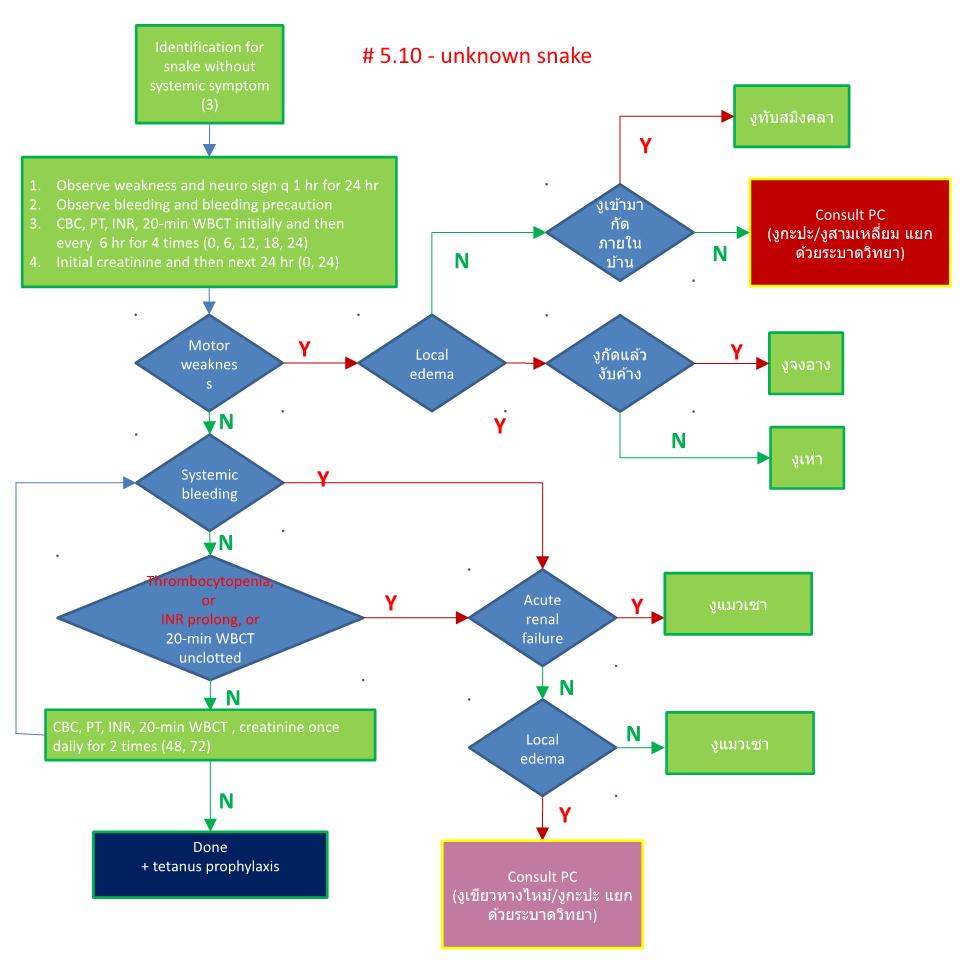 # 5.10 - unknown snake
Identification for
snake without
systemic symptom
(3)
1. Observe weakness and neuro sign q 1 hr for 24 hr
2. Observe bleeding and bleeding precaution
3. CBC, PT, INR, 20-min WBCT initially and then
every 6 hr for 4 times (0, 6, 12, 18, 24)
4. Initial creatinine and then next 24 hr (0, 24)
งูทับสมิงคลา
Y
งูเข้ามา
กัด
ภายใน
บ้าน
N
Consult PC
(งูกะปะ/งูสามเหลี่ยม แยก
ด้วยระบาดวิทยา)
N
Motor
weaknes
s
Y
Local
edema
งูกัดแล้ว
งับค้าง
Y
งูจงอาง
N
Y
N
งูเห่า
Systemic
bleeding
Y
N
Thrombocytopenia,
or
INR prolong, or
20-min WBCT
unclotted
Y
Acute
renal
failure
Y
งูแมวเซา
N
N
CBC, PT, INR, 20-min WBCT , creatinine once
daily for 2 times (48, 72)
Local
edema
N
งูแมวเซา
N
Y
Done
+ tetanus prophylaxis
Consult PC
(งูเขียวหางไหม้/งูกะปะ แยก
ด้วยระบาดวิทยา)